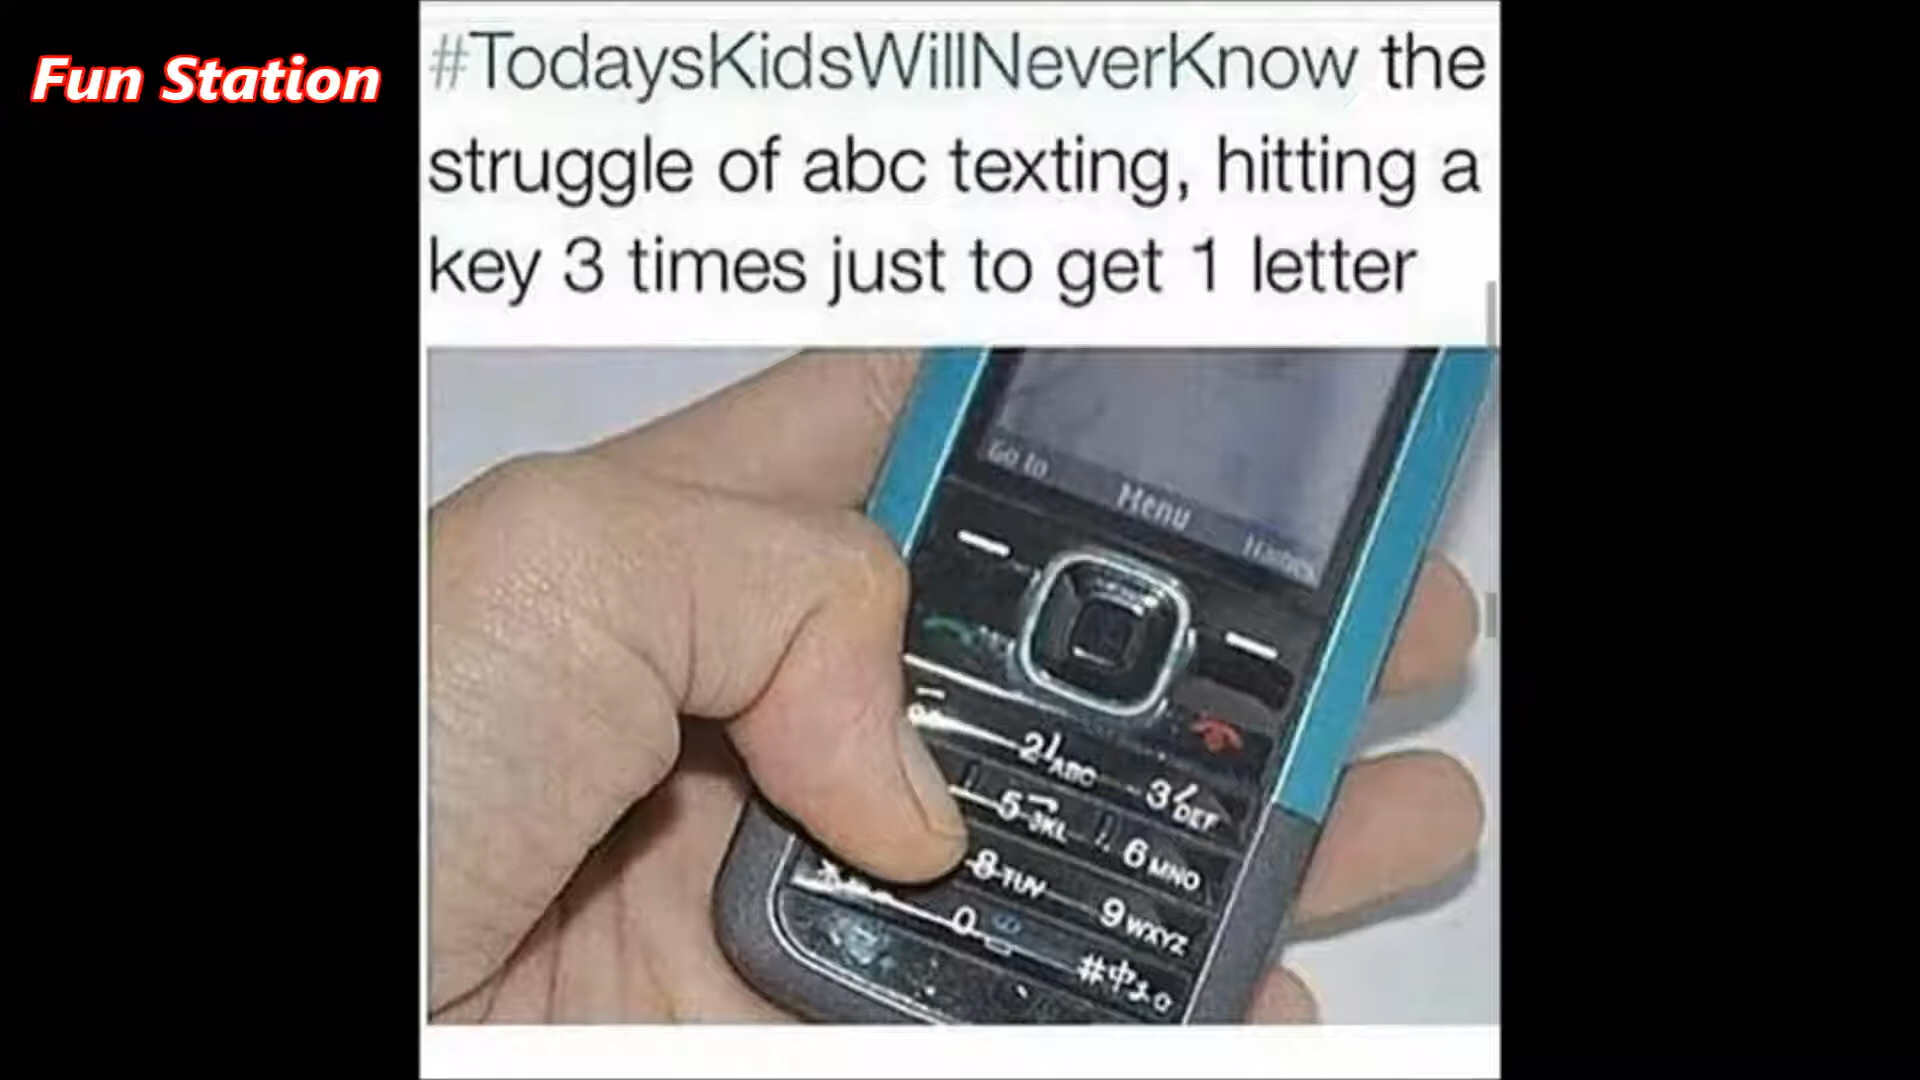 Fun Station
#TodaysKidsWillNeverKnow the
struggle of abc texting, hitting a
key 3 times just to get 1 letter
Go to
Menu
2 ABC
3 DEF
5 JKL
6 MNO
8 TUV
9 WXYZ
0
#中